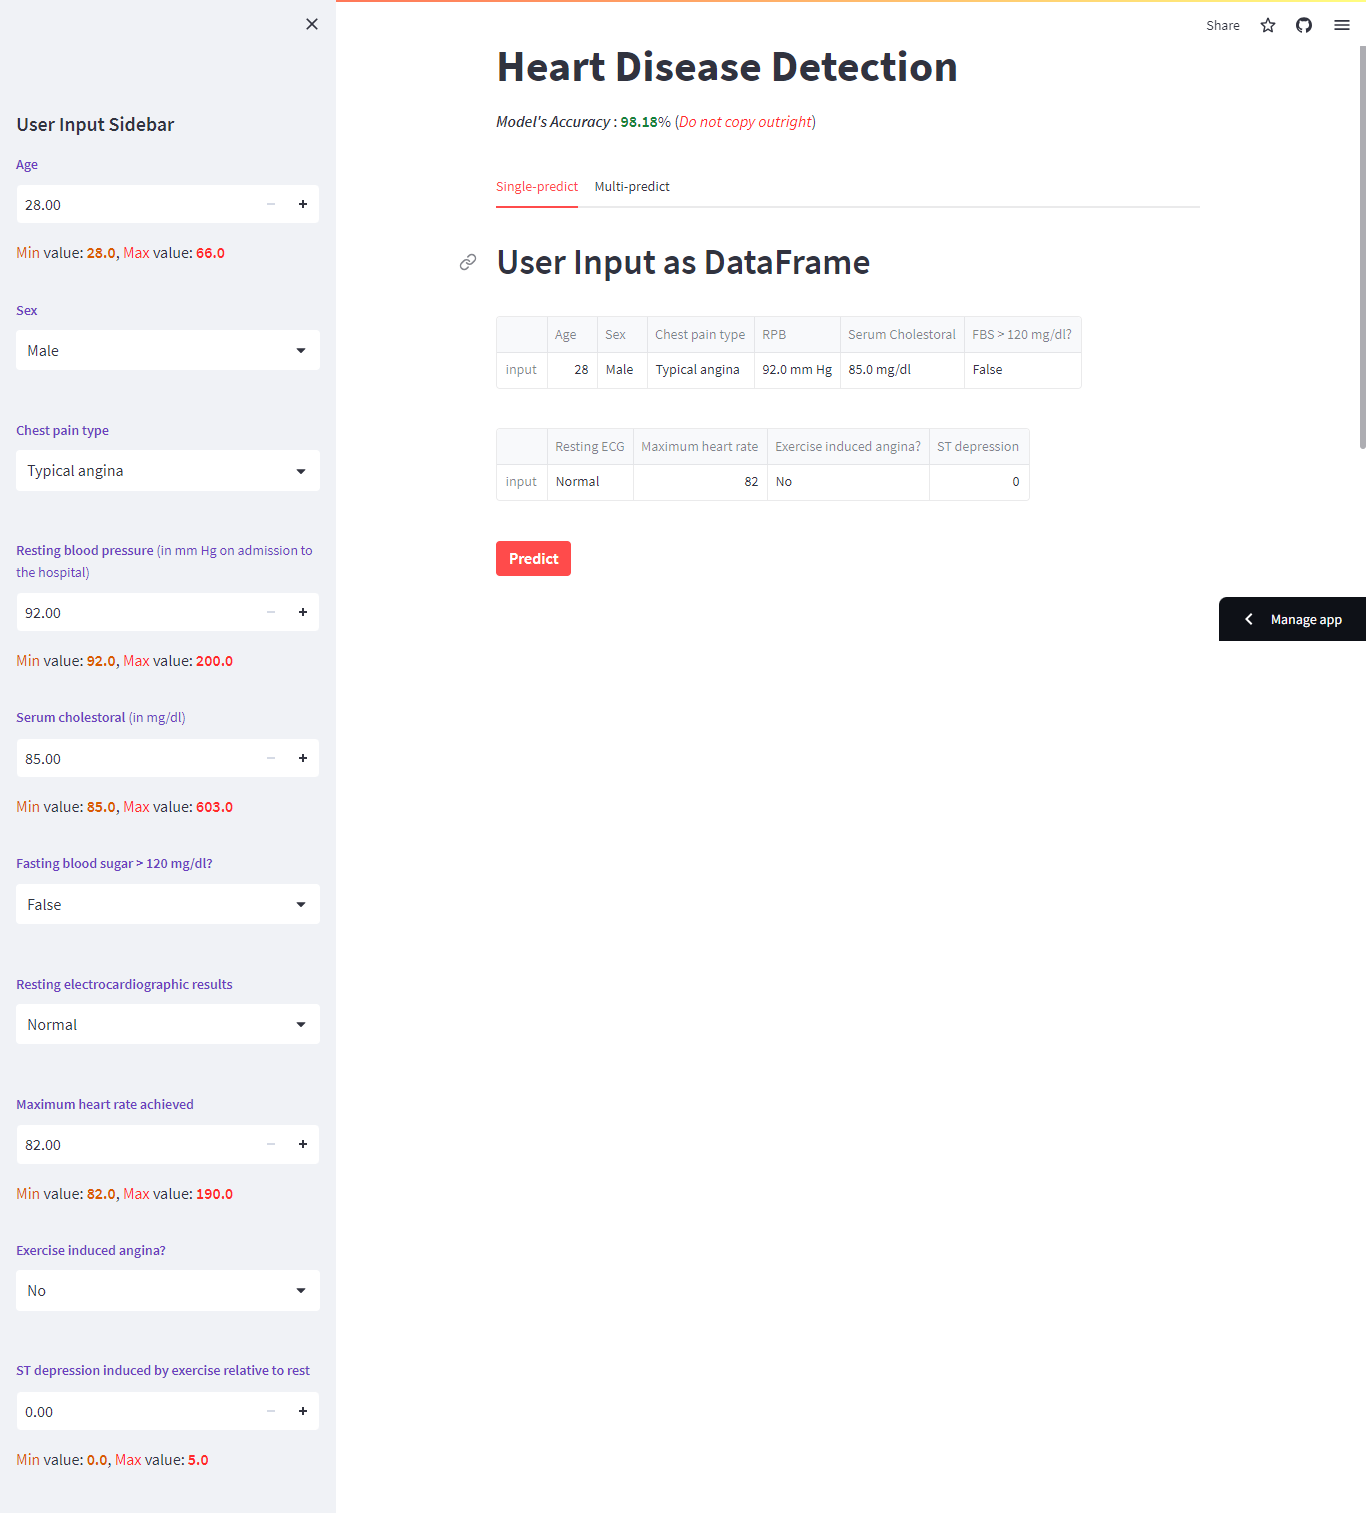 User Input Sidebar
Age
28.00
Min value: 28.0, Max value: 66.0
Sex
Male
Chest pain type
Typical angina
Resting blood pressure (in mm Hg on admission to
the hospital)
92.00
Min value: 92.0, Max value: 200.0
Serum cholestoral (in mg/dl)
85.00
Min value: 85.0, Max value: 603.0
Fasting blood sugar > 120 mg/dl?
False
Resting electrocardiographic results
Normal
Maximum heart rate achieved
82.00
Min value: 82.0, Max value: 190.0
Exercise induced angina?
No
ST depression induced by exercise relative to rest
0.00
Min value: 0.0, Max value: 5.0
Share
Heart Disease Detection
Model's Accuracy : 98.18% (Do not copy outright)
Single-predict Multi-predict
User Input as DataFrame
Age Sex Chest pain type RPB Serum Cholestoral FBS > 120 mg/dl?
input 28 Male Typical angina 92.0 mm Hg 85.0 mg/dl False
Resting ECG Maximum heart rate Exercise induced angina? ST depression
input Normal 82 No 0
Predict
Manage app